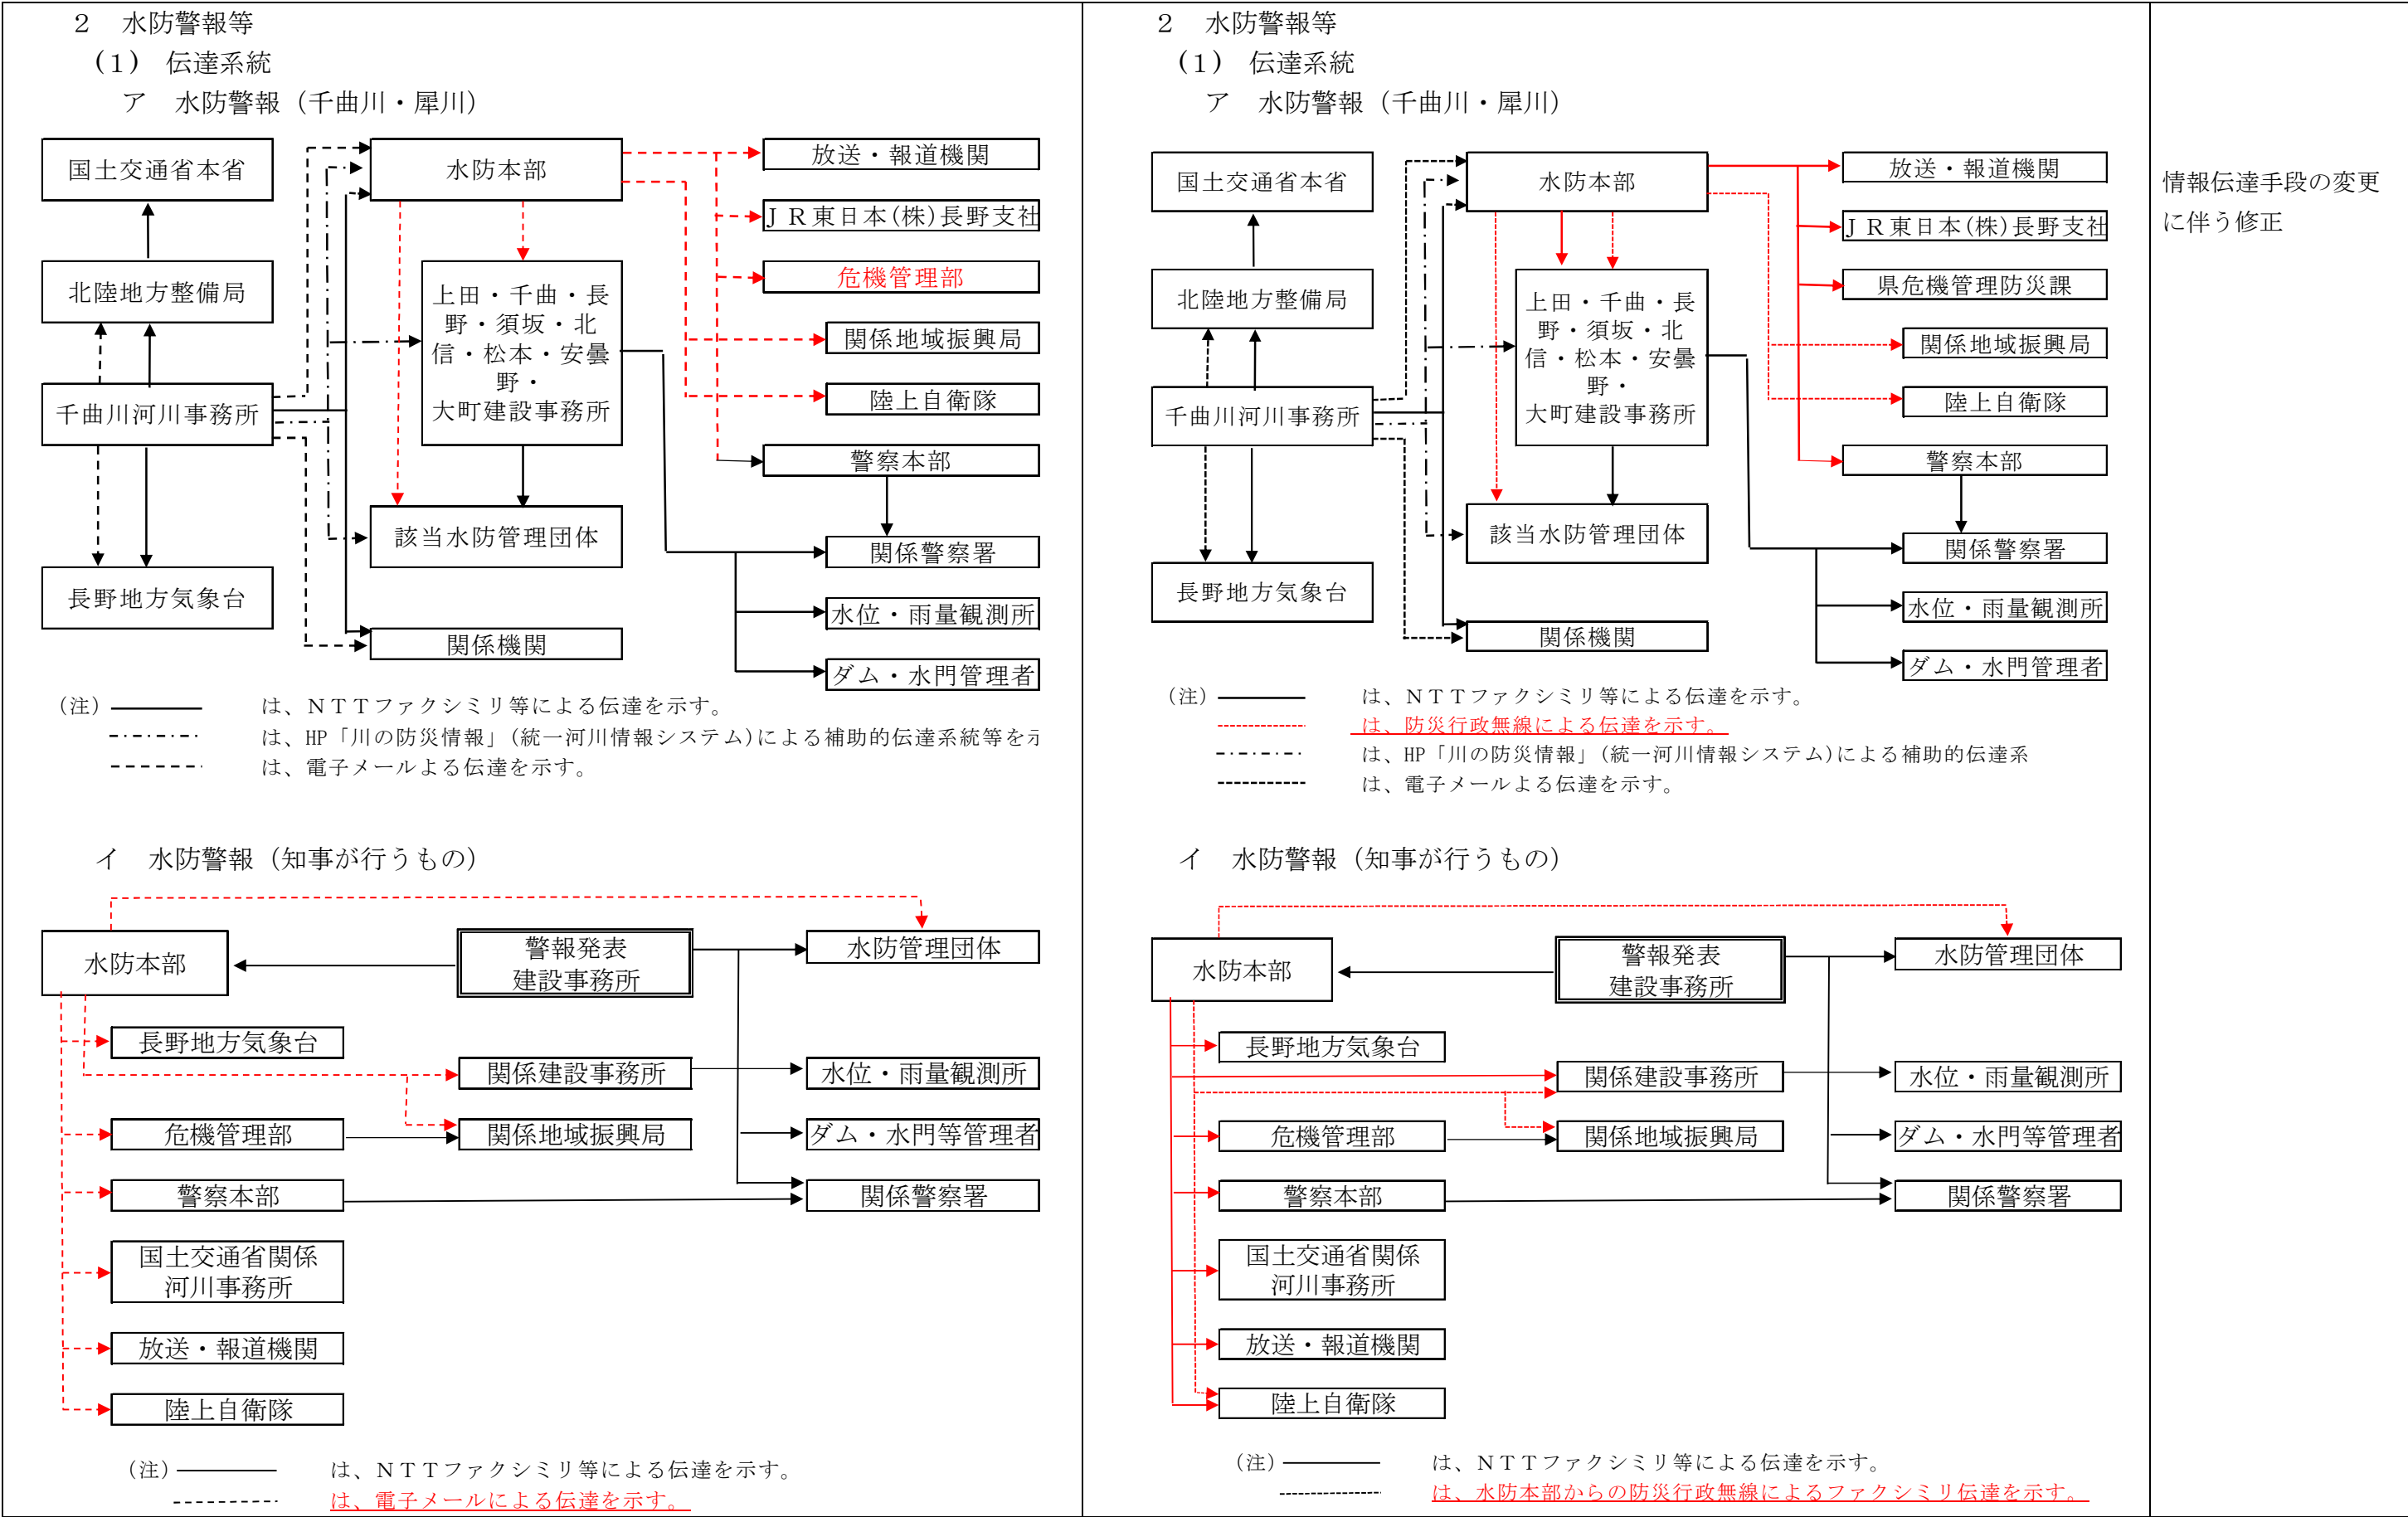 ２　水防警報等
(１)　伝達系統
ア　水防警報（千曲川・犀川）
国土交通省本省
北陸地方整備局
千曲川河川事務所
長野地方気象台
水防本部
上田・千曲・長
野・須坂・北
信・松本・安曇
野・
大町建設事務所
該当水防管理団体
関係機関
放送・報道機関
ＪＲ東日本(株)長野支社
危機管理部
関係地域振興局
陸上自衛隊
警察本部
関係警察署
水位・雨量観測所
ダム・水門管理者
（注）　は、ＮＴＴファクシミリ等による伝達を示す。
は、HP「川の防災情報」(統一河川情報システム)による補助的伝達系統等を示
は、電子メールよる伝達を示す。
イ　水防警報（知事が行うもの）
水防本部
警報発表
建設事務所
水防管理団体
長野地方気象台
関係建設事務所
水位・雨量観測所
危機管理部
関係地域振興局
ダム・水門等管理者
警察本部
関係警察署
国土交通省関係
河川事務所
放送・報道機関
陸上自衛隊
（注）　は、ＮＴＴファクシミリ等による伝達を示す。
は、電子メールによる伝達を示す。
２　水防警報等
(１)　伝達系統
ア　水防警報（千曲川・犀川）
国土交通省本省
北陸地方整備局
千曲川河川事務所
長野地方気象台
水防本部
上田・千曲・長
野・須坂・北
信・松本・安曇
野・
大町建設事務所
該当水防管理団体
関係機関
放送・報道機関
ＪＲ東日本(株)長野支社
県危機管理防災課
関係地域振興局
陸上自衛隊
警察本部
関係警察署
水位・雨量観測所
ダム・水門管理者
（注）　は、ＮＴＴファクシミリ等による伝達を示す。
は、防災行政無線による伝達を示す。
は、HP「川の防災情報」(統一河川情報システム)による補助的伝達系
は、電子メールよる伝達を示す。
イ　水防警報（知事が行うもの）
水防本部
警報発表
建設事務所
水防管理団体
長野地方気象台
関係建設事務所
水位・雨量観測所
危機管理部
関係地域振興局
ダム・水門等管理者
警察本部
関係警察署
国土交通省関係
河川事務所
放送・報道機関
陸上自衛隊
（注）　は、ＮＴＴファクシミリ等による伝達を示す。
は、水防本部からの防災行政無線によるファクシミリ伝達を示す。
情報伝達手段の変更
に伴う修正